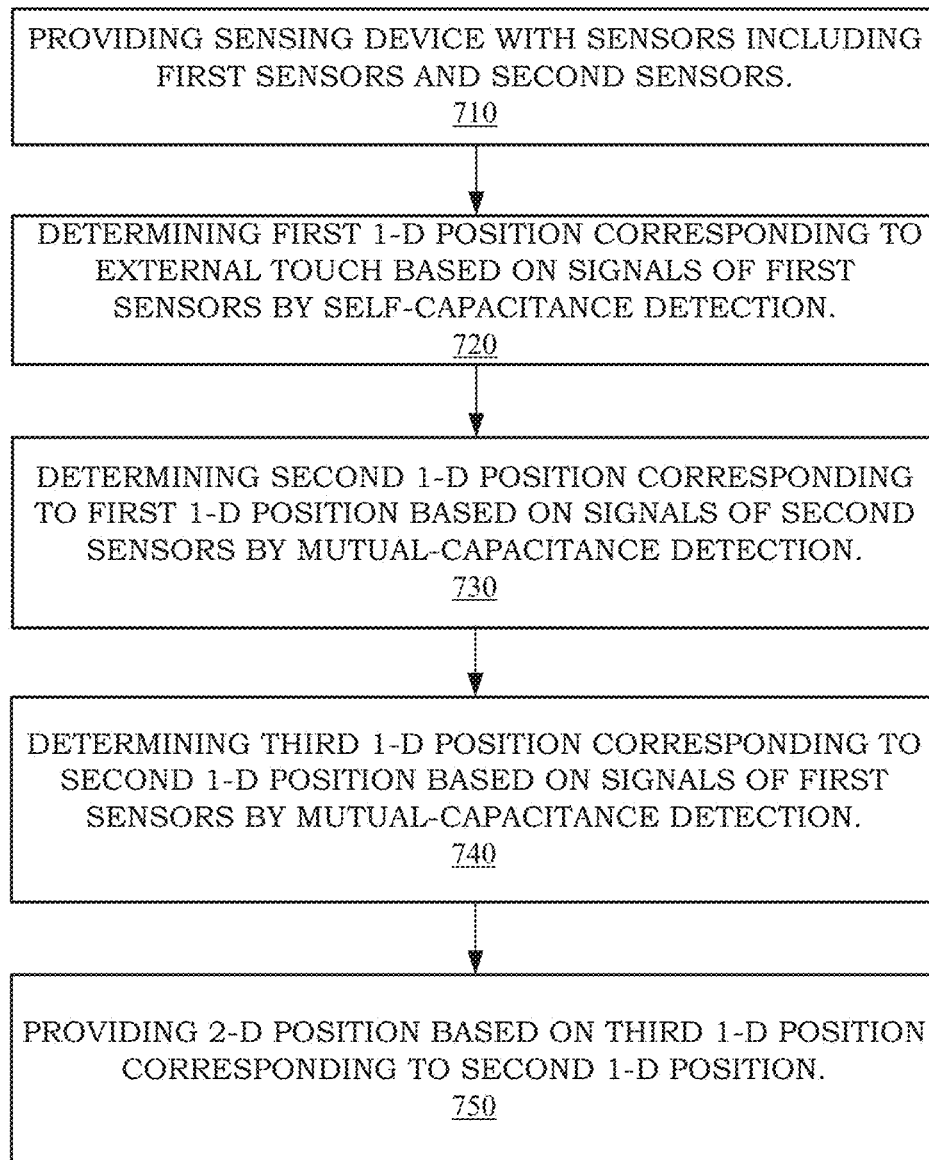 PROVIDING SENSING DEVICE WITH SENSORS INCLUDING
FIRST SENSORS AND SECOND SENSORS.
710
DETERMINING FIRST 1-D POSITION CORRESPONDING TO
EXTERNAL TOUCH BASED ON SIGNALS OF FIRST
SENSORS BY SELF-CAPACITANCE DETECTION.
720
DETERMINING SECOND 1-D POSITION CORRESPONDING
TO FIRST 1-D POSITION BASED ON SIGNALS OF SECOND
SENSORS BY MUTUAL-CAPACITANCE DETECTION.
730
DETERMINING THIRD 1-D POSITION CORRESPONDING TO
SECOND 1-D POSITION BASED ON SIGNALS OF FIRST
SENSORS BY MUTUAL-CAPACITANCE DETECTION.
740
PROVIDING 2-D POSITION BASED ON THIRD 1-D POSITION
CORRESPONDING TO SECOND 1-D POSITION.
750